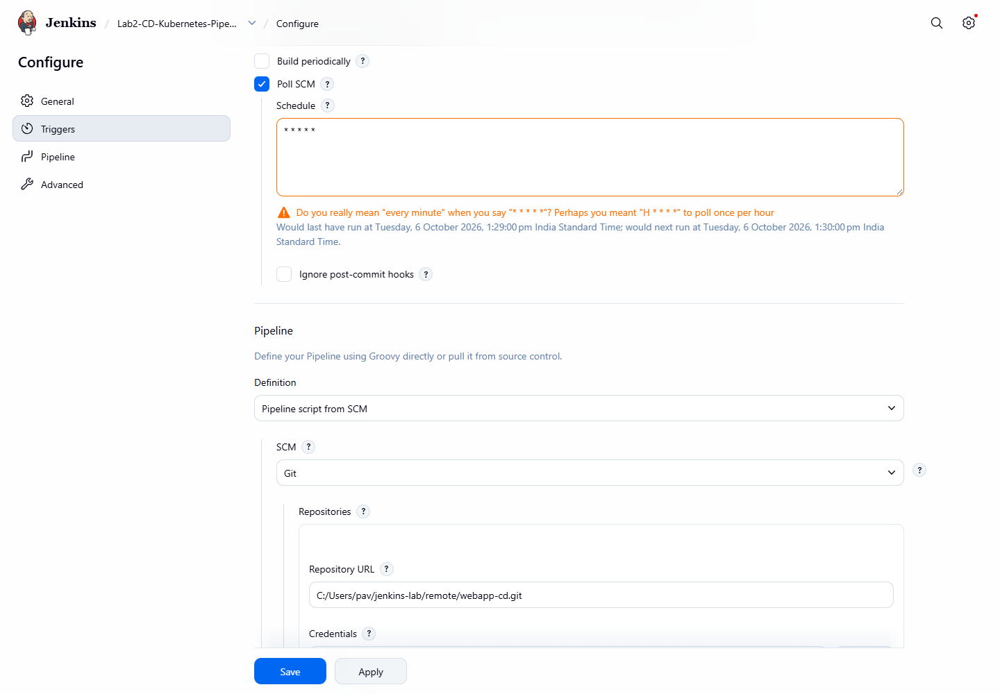 Jenkins / Lab2-CD-Kubernetes-Pipe... / Configure
Configure
General
Triggers
Pipeline
Advanced
Build periodically ?
Poll SCM ?
Schedule ?
* * * * *
Do you really mean "every minute" when you say "* * * * *"? Perhaps you meant "H * * * *" to poll once per hour
Would last have run at Tuesday, 6 October 2026, 1:29:00 pm India Standard Time; would next run at Tuesday, 6 October 2026, 1:30:00 pm India
Standard Time.
Ignore post-commit hooks ?
Pipeline
Define your Pipeline using Groovy directly or pull it from source control.
Definition
Pipeline script from SCM
SCM ?
Git
?
Repositories ?
Repository URL ?
C:/Users/pav/jenkins-lab/remote/webapp-cd.git
Credentials ?
Save
Apply